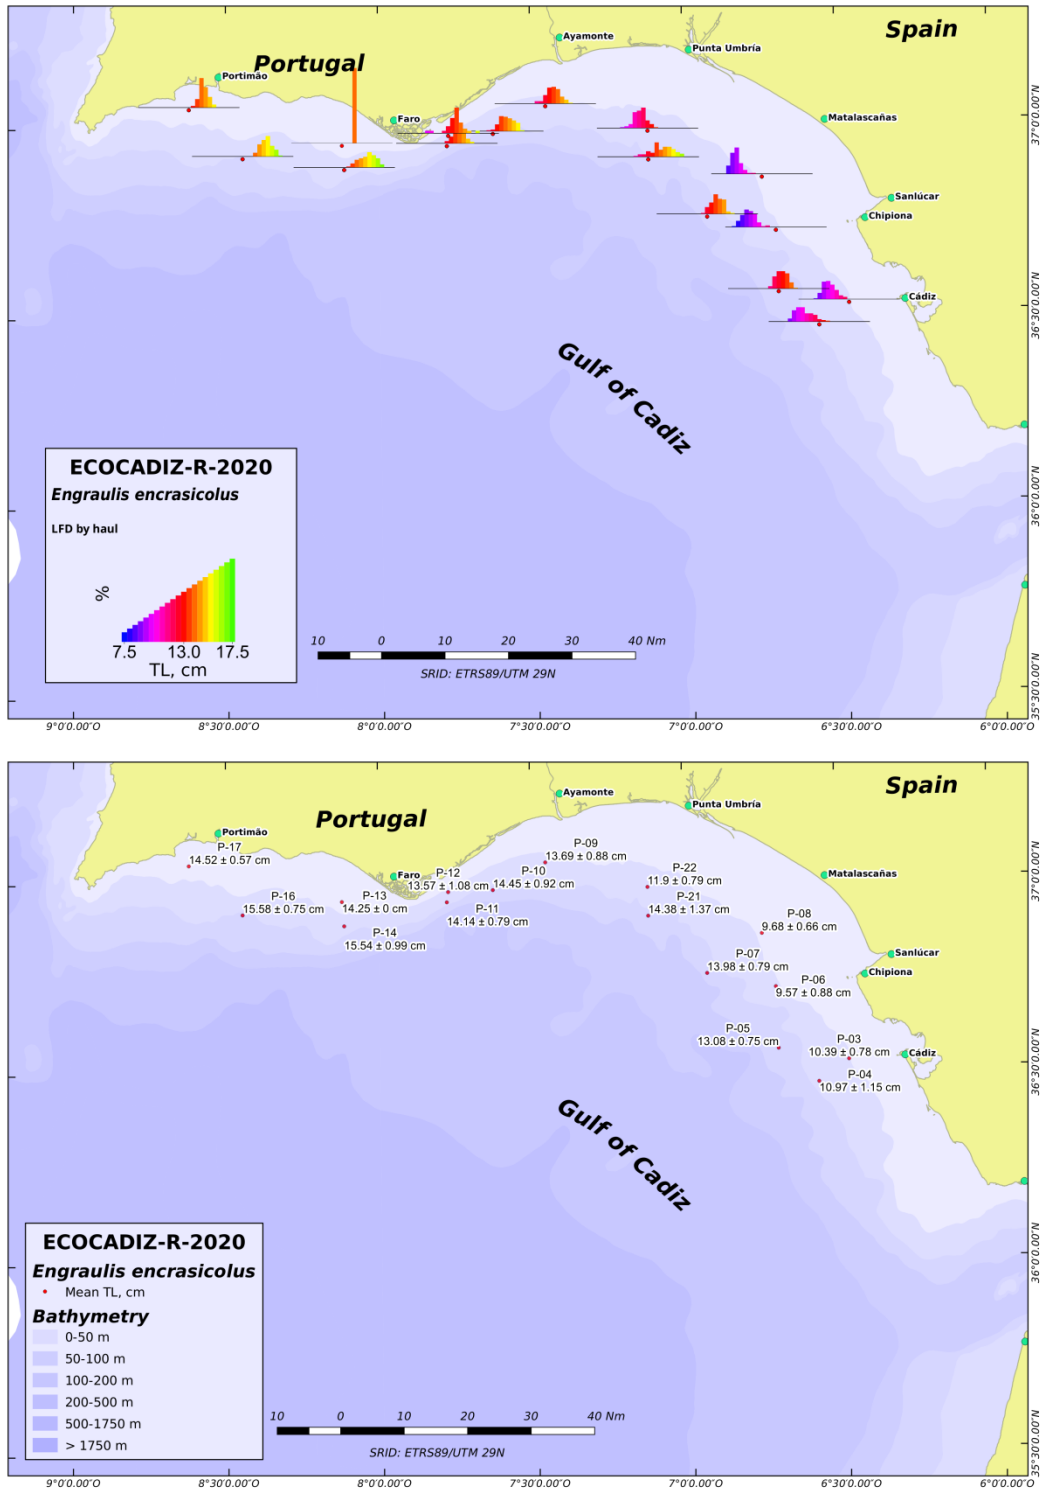 Spain
Ayamonte
Punta Umbría
Portugal
Portimão
Faro
Matalascañas
37°0'0.00"N
Sanlúcar
Chipiona
Cádiz
36°30'0.00"N
Gulf of Cadiz
ECOCADIZ-R-2020
Engraulis encrasicolus
LFD by haul
%
7.5 13.0 17.5
TL, cm
36°0'0.00"N
10 0 10 20 30 40 Nm
SRID: ETRS89/UTM 29N
35°30'0.00"N
9°0'0.00"O 8°30'0.00"O 8°0'0.00"O 7°30'0.00"O 7°0'0.00"O 6°30'0.00"O 6°0'0.00"O
Spain
Ayamonte
Punta Umbría
Portugal
Portimão
P-17
14.52 ± 0.57 cm
P-09
13.69 ± 0.88 cm
Faro
P-12
13.57 ± 1.08 cm
P-10
14.45 ± 0.92 cm
P-22
11.9 ± 0.79 cm
Matalascañas
37°0'0.00"N
P-16
15.58 ± 0.75 cm
P-13
14.25 ± 0 cm
P-11
14.14 ± 0.79 cm
P-21
14.38 ± 1.37 cm
P-14
15.54 ± 0.99 cm
P-08
9.68 ± 0.66 cm
Sanlúcar
P-07
13.98 ± 0.79 cm
Chipiona
P-06
9.57 ± 0.88 cm
P-05
13.08 ± 0.75 cm
P-03
10.39 ± 0.78 cm
Cádiz
P-04
10.97 ± 1.15 cm
36°30'0.00"N
Gulf of Cadiz
36°0'0.00"N
ECOCADIZ-R-2020
Engraulis encrasicolus
Mean TL, cm
Bathymetry
0-50 m
50-100 m
100-200 m
200-500 m
500-1750 m
> 1750 m
10 0 10 20 30 40 Nm
SRID: ETRS89/UTM 29N
35°30'0.00"N
9°0'0.00"O 8°30'0.00"O 8°0'0.00"O 7°30'0.00"O 7°0'0.00"O 6°30'0.00"O 6°0'0.00"O